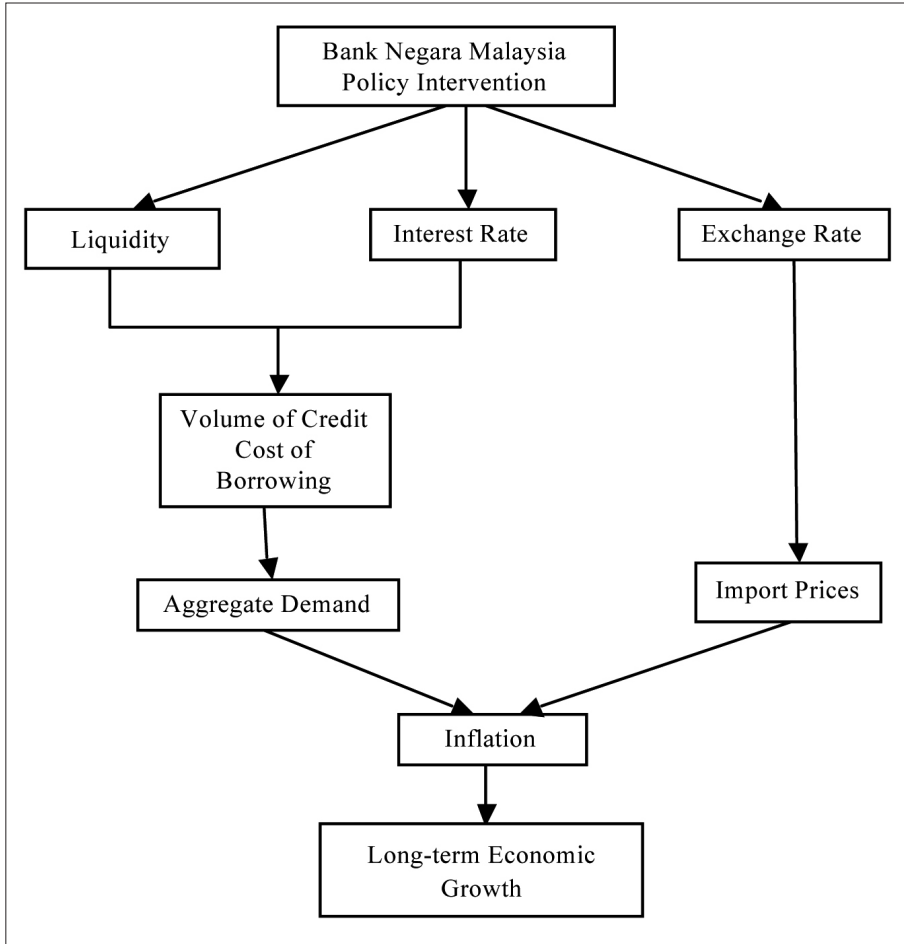 Bank Negara Malaysia
Policy Intervention
Liquidity
Interest Rate
Exchange Rate
Volume of Credit
Cost of
Borrowing
Aggregate Demand
Import Prices
Inflation
Long-term Economic
Growth